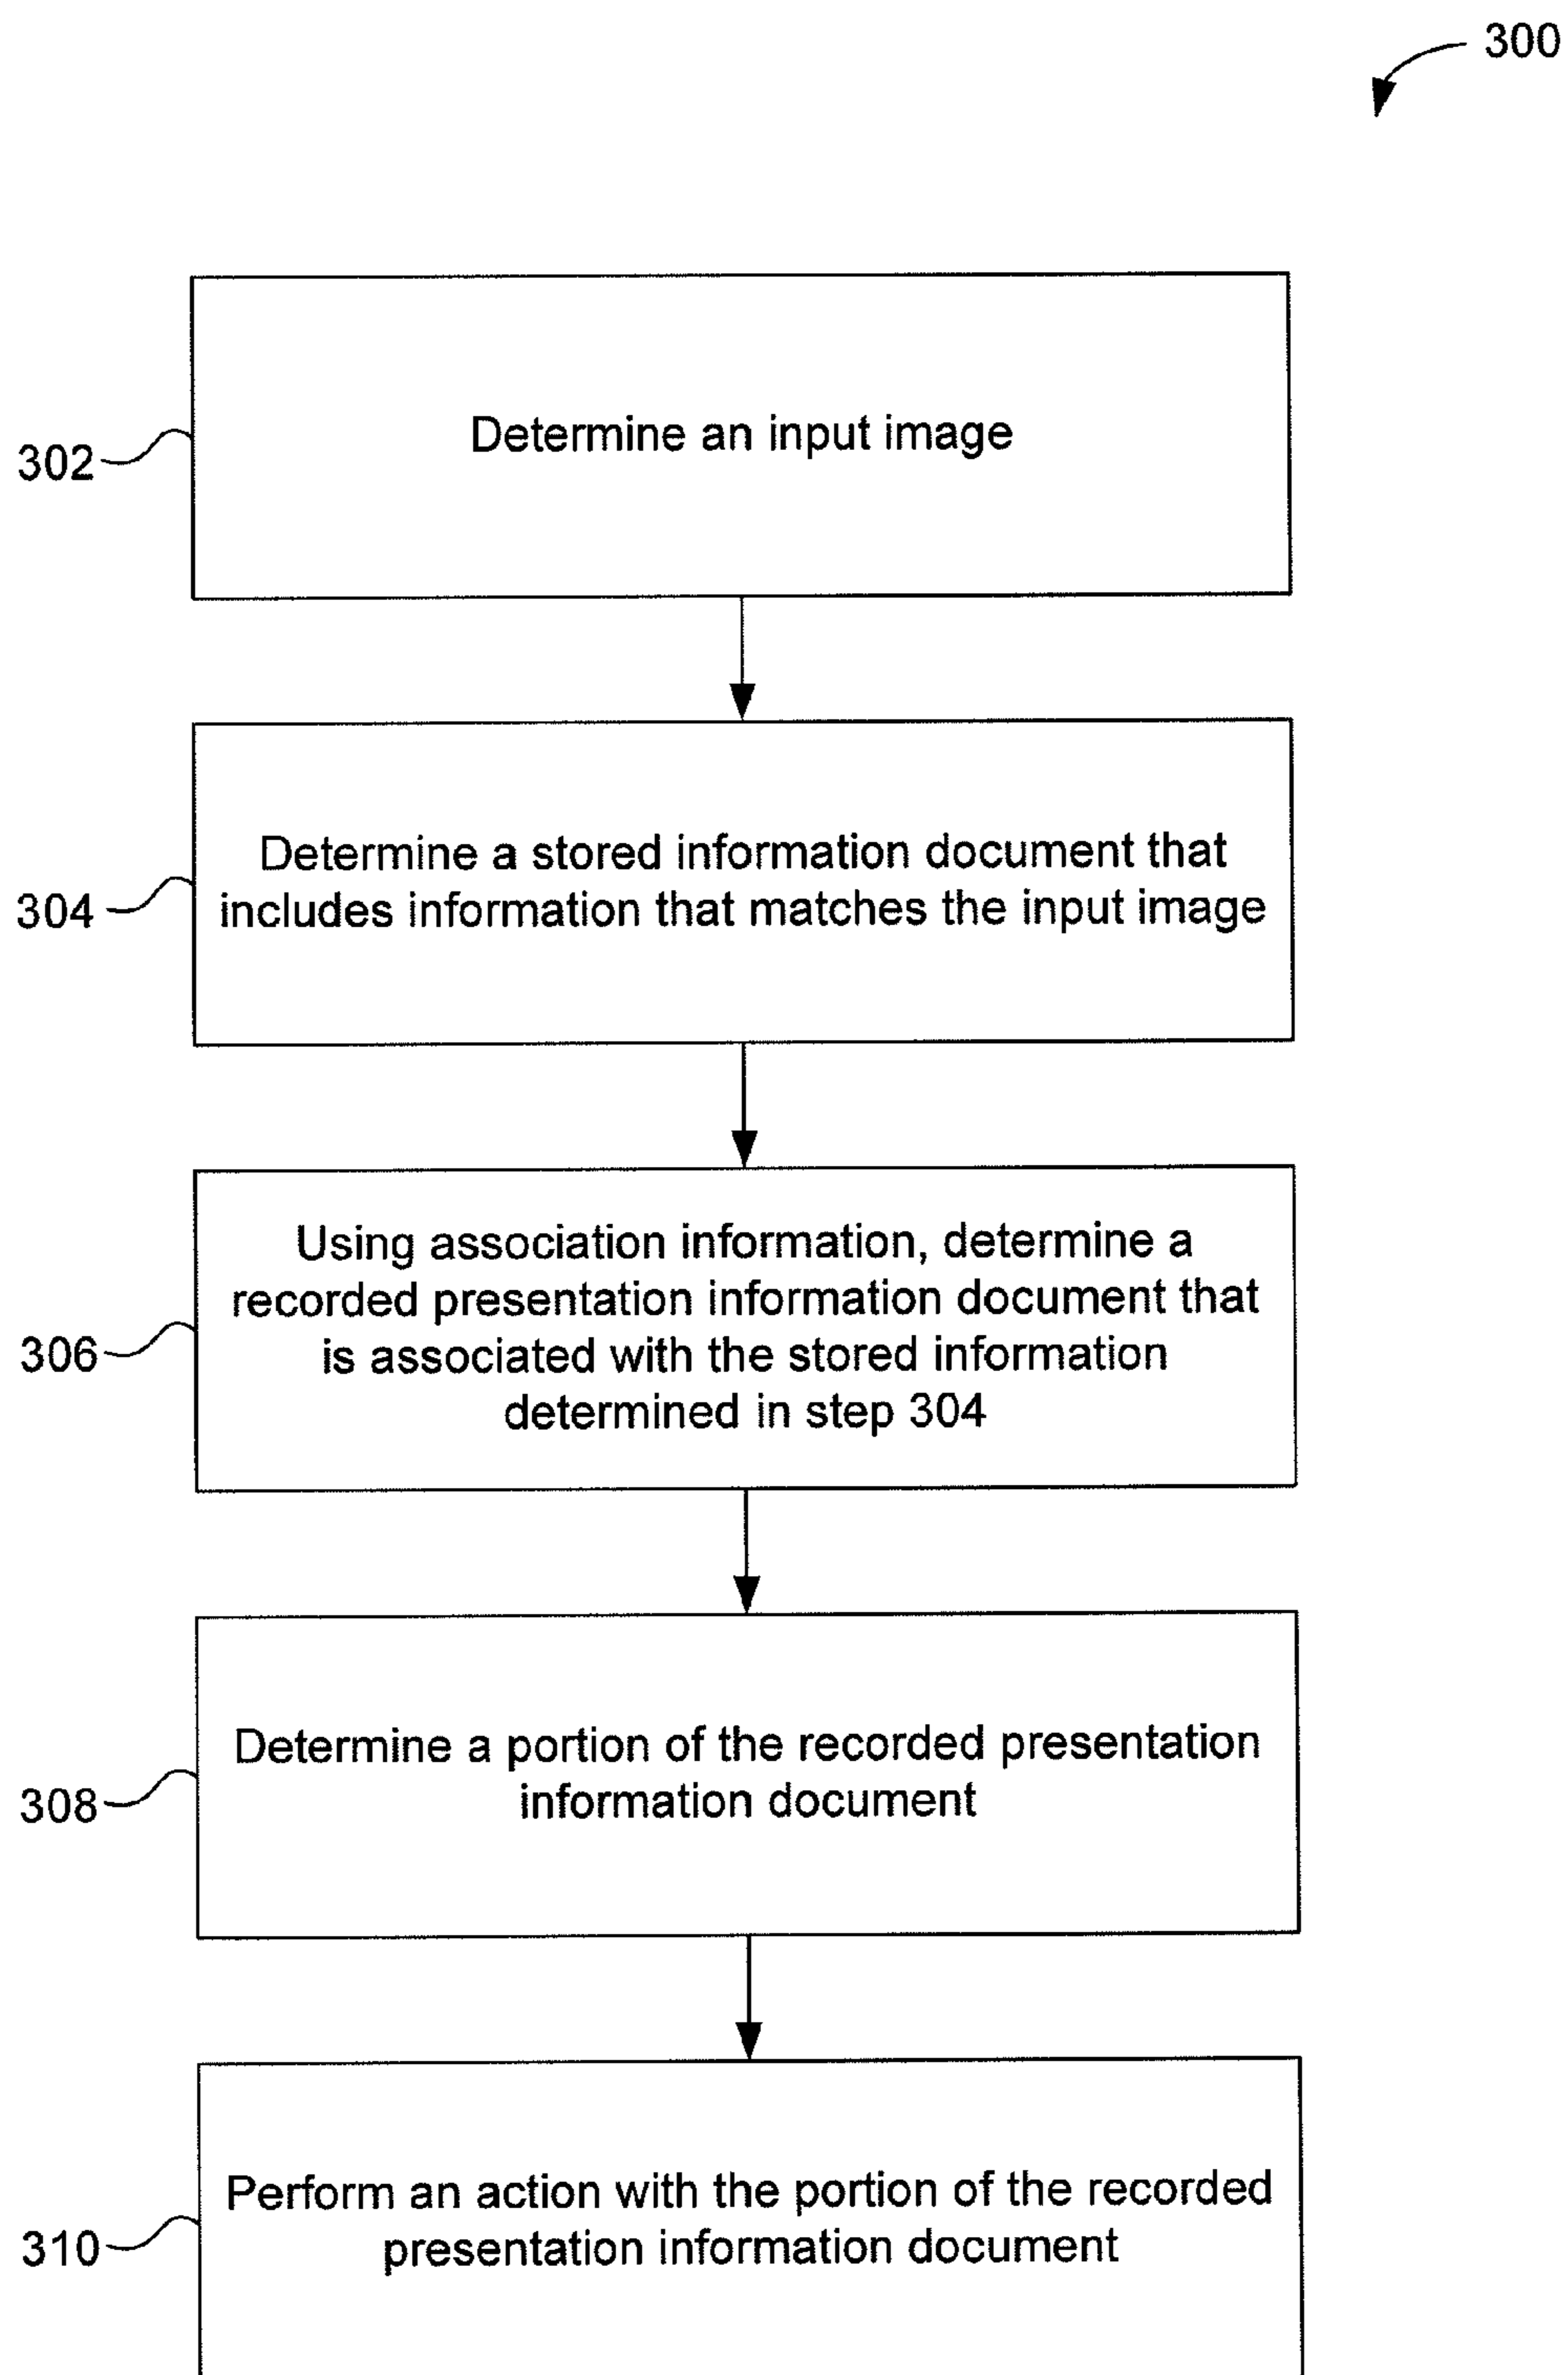 300
302
Determine an input image
304
Determine a stored information document that
includes information that matches the input image
306
Using association information, determine a
recorded presentation information document that
is associated with the stored information
determined in step 304
308
Determine a portion of the recorded presentation
information document
310
Perform an action with the portion of the recorded
presentation information document